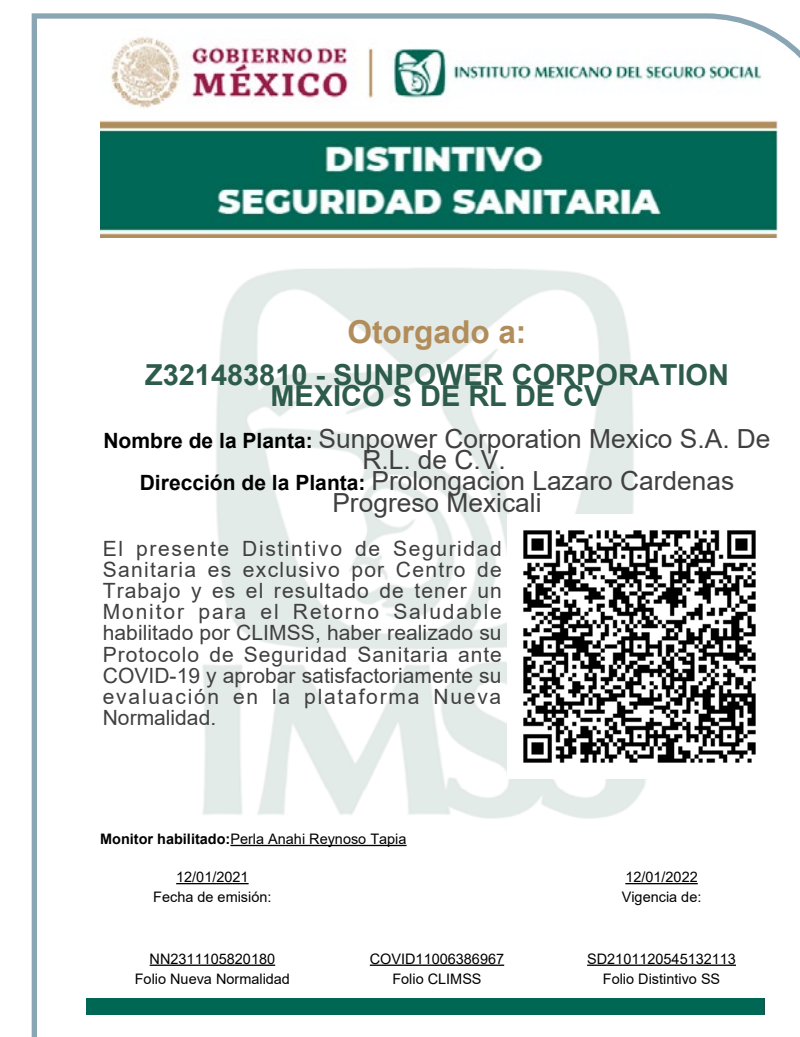 GOBIERNO DE
MÉXICO
INSTITUTO MEXICANO DEL SEGURO SOCIAL
DISTINTIVO
SEGURIDAD SANITARIA
Otorgado a:
Z321483810 - SUNPOWER CORPORATION
MEXICO S DE RL DE CV
Nombre de la Planta: Sunpower Corporation Mexico S.A. De
R.L. de C.V.
Dirección de la Planta: Prolongacion Lazaro Cardenas
Progreso Mexicali
El presente Distintivo de Seguridad
Sanitaria es exclusivo por Centro de
Trabajo y es el resultado de tener un
Monitor para el Retorno Saludable
habilitado por CLIMSS, haber realizado su
Protocolo de Seguridad Sanitaria ante
COVID-19 y aprobar satisfactoriamente su
evaluación en la plataforma Nueva
Normalidad.
IMSS
Monitor habilitado:Perla Anahi Reynoso Tapia
12/01/2021 12/01/2022
Fecha de emisión: Vigencia de:
NN2311105820180 COVID11006386967 SD2101120545132113
Folio Nueva Normalidad Folio CLIMSS Folio Distintivo SS